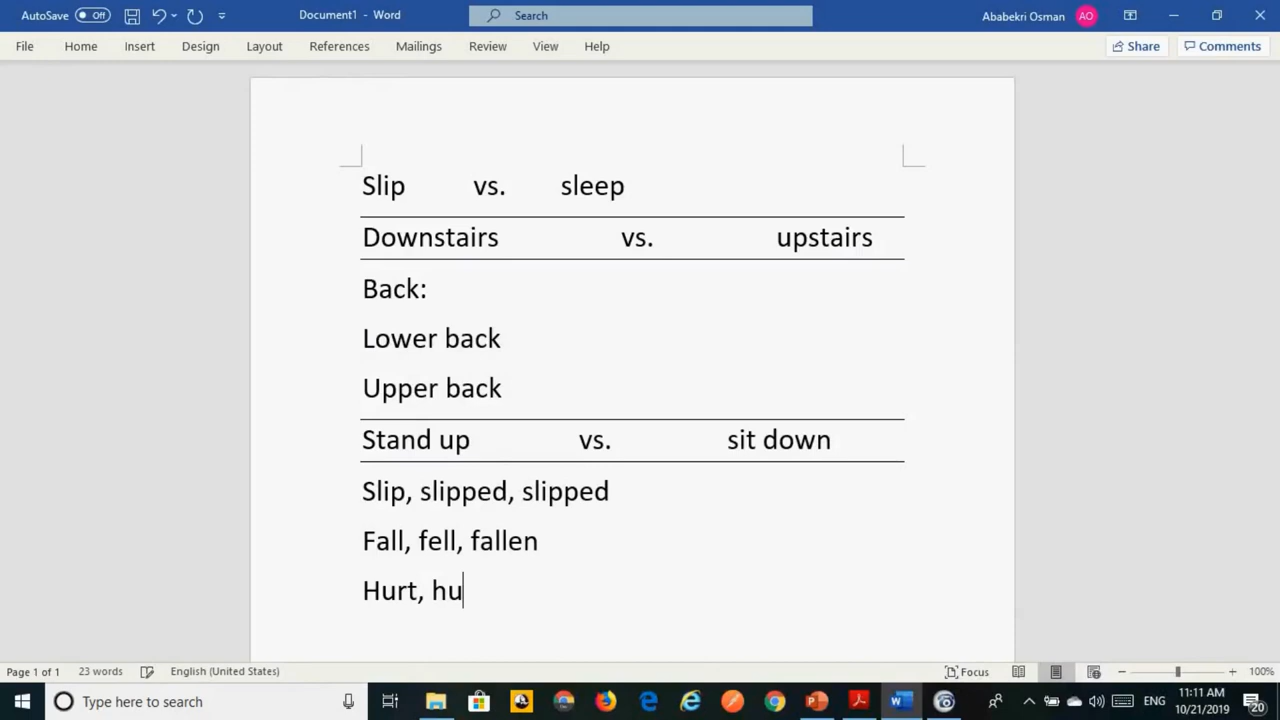 AutoSave Off Document1 - Word Search Ababekri Osman AO
File Home Insert Design Layout References Mailings Review View Help Share Comments
Slip vs. sleep
Downstairs vs. upstairs
Back:
Lower back
Upper back
Stand up vs. sit down
Slip, slipped, slipped
Fall, fell, fallen
Hurt, hu
Page 1 of 1 23 words English (United States) Focus 100%
Type here to search ENG 11:11 AM
10/21/2019 20